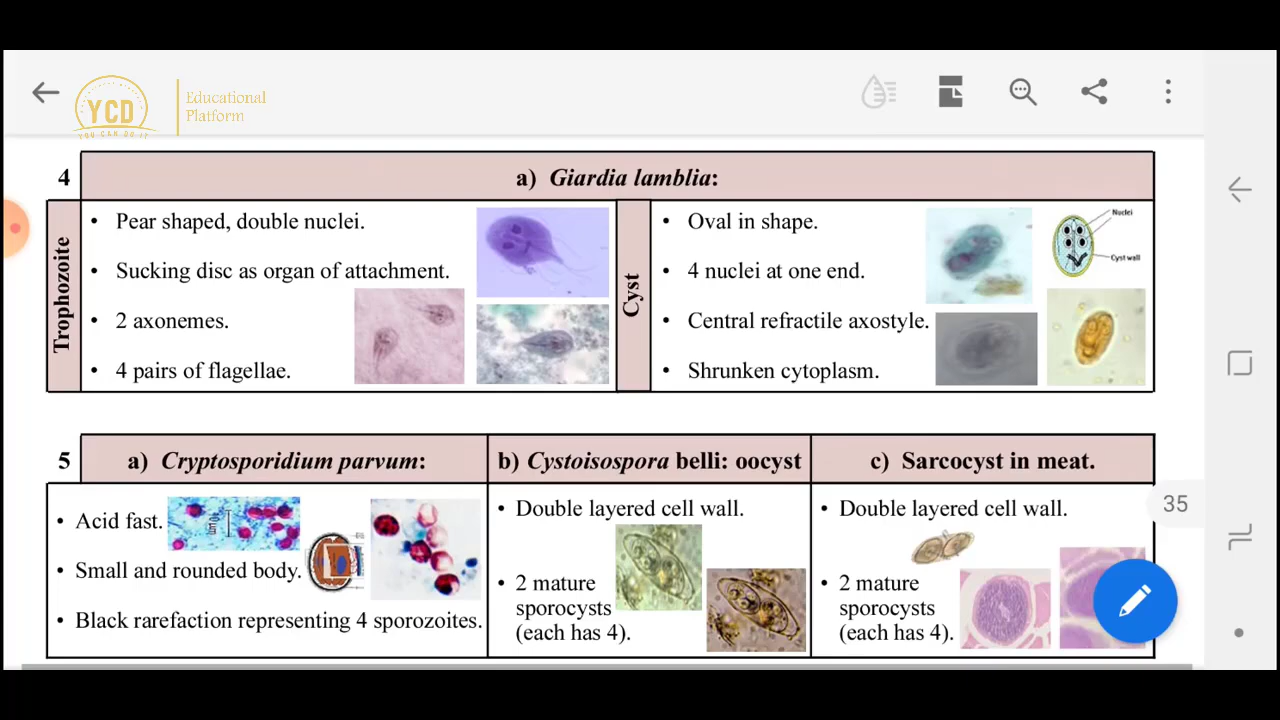 YCD
YOU CAN DO IT
Educational
Platform
4
a) Giardia lamblia:
Trophozoite
• Pear shaped, double nuclei.
• Sucking disc as organ of attachment.
• 2 axonemes.
• 4 pairs of flagellae.
Cyst
• Oval in shape.
• 4 nuclei at one end.
• Central refractile axostyle.
• Shrunken cytoplasm.
Nuclei
Cyst wall
5
a) Cryptosporidium parvum:
• Acid fast.
• Small and rounded body.
• Black rarefaction representing 4 sporozoites.
b) Cystoisospora belli: oocyst
• Double layered cell wall.
• 2 mature
sporocysts
(each has 4).
c) Sarcocyst in meat.
• Double layered cell wall.
• 2 mature
sporocysts
(each has 4).
35